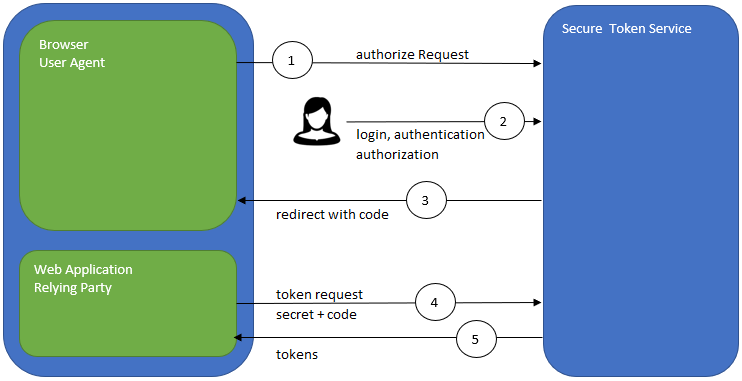 Browser
User Agent
Secure Token Service
1
authorize Request
2
login, authentication
authorization
3
redirect with code
Web Application
Relying Party
token request
4
secret + code
5
tokens